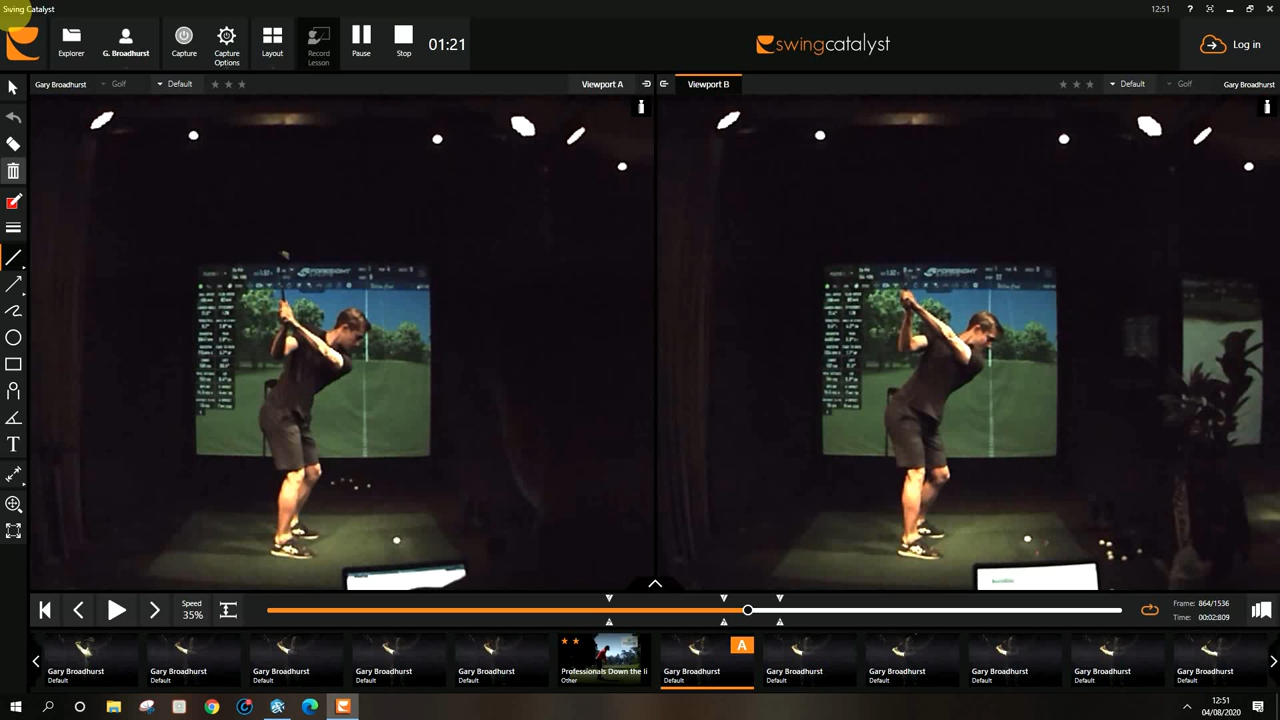 Swing Catalyst
12:51
?
Explorer
G. Broadhurst
Capture
Capture
Options
Layout
Record
Lesson
Pause
Stop
01:21
swingcatalyst
Log in
Gary Broadhurst
Golf
Default
Viewport A
Viewport B
Default
Golf
Gary Broadhurst
FORESIGHT
FORESIGHT
T
Speed
35%
Frame: 864/1536
Time: 00:02:809
Gary Broadhurst
Default
Gary Broadhurst
Default
Gary Broadhurst
Default
Gary Broadhurst
Default
Gary Broadhurst
Default
Professionals Down the li
Other
A
Gary Broadhurst
Default
Gary Broadhurst
Default
Gary Broadhurst
Default
Gary Broadhurst
Default
Gary Broadhurst
Default
Gary Broadhurst
Default
12:51
04/08/2020